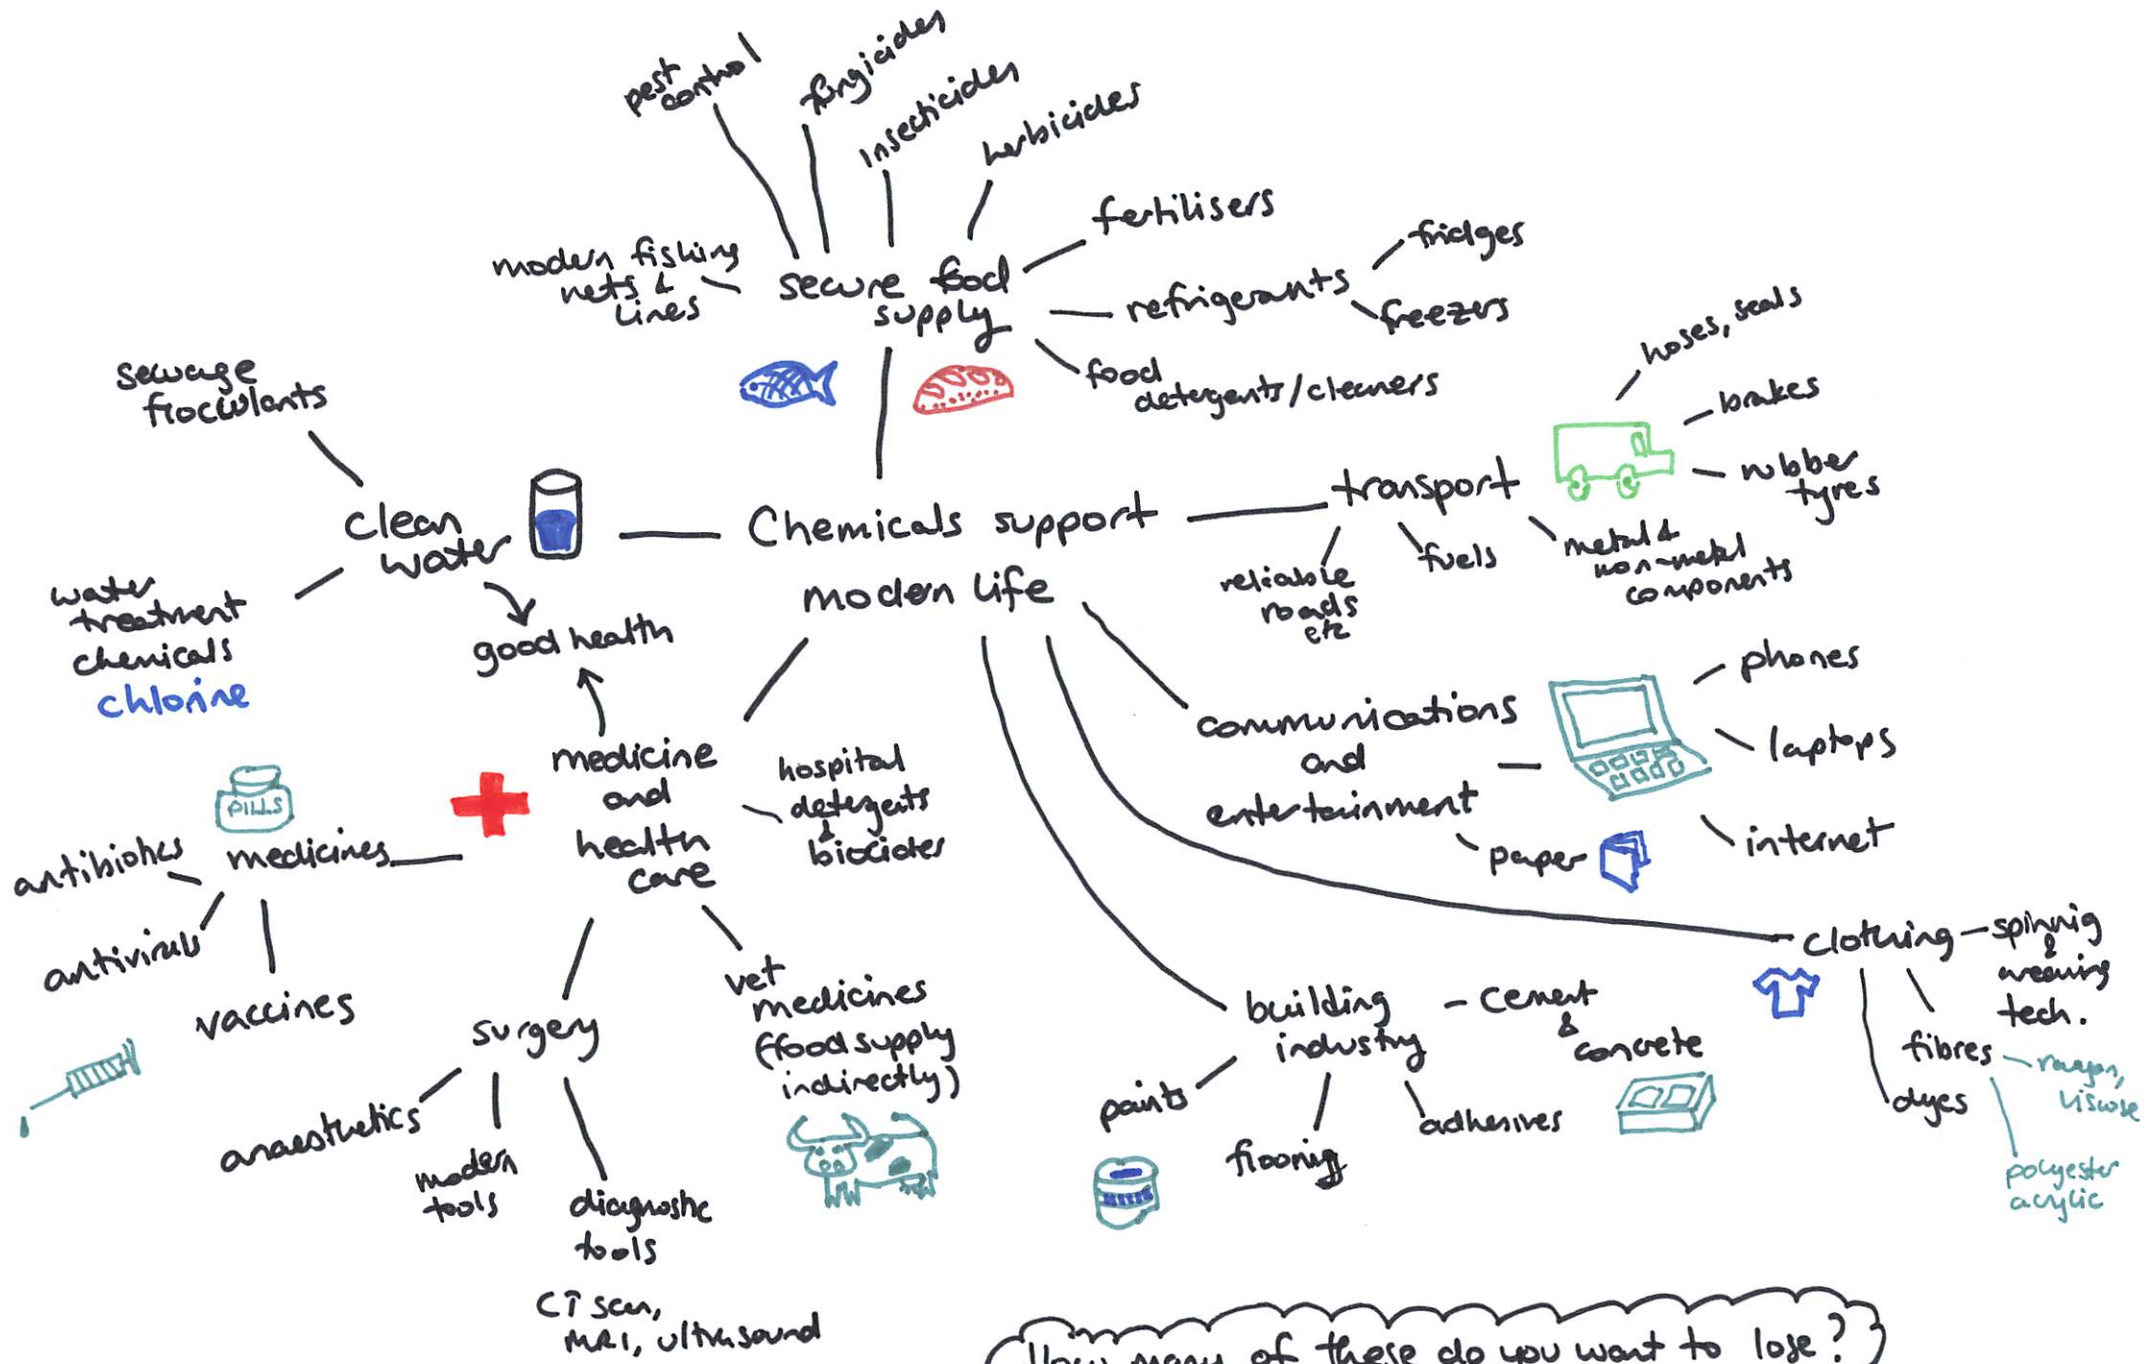 pest
control
fungicides
insecticides
herbicides
fertilisers
modern fishing
nets &
lines
secure food
supply
refrigerants
fridges
freezers
food
detergents/cleaners
sewage
flocculants
clean
water
water
treatment
chemicals
chlorine
good health
Chemicals support
modern life
transport
hoses, seals
brakes
rubber
tyres
metal &
non-metal
components
fuels
reliable
roads
etc
communications
and
entertainment
phones
laptops
internet
paper
medicine
and
health
care
hospital
detergents
&
biocides
PILLS
medicines
antibiotics
antivirals
vaccines
surgery
anaesthetics
modern
tools
diagnostic
tools
CT scan,
MRI, ultrasound
vet
medicines
(food supply
indirectly)
building
industry
cement
&
concrete
paints
flooring
adhesives
clothing
spinning
&
weaving
tech.
fibres
rayon,
viscose
polyester
acrylic
dyes
How many of these do you want to lose?